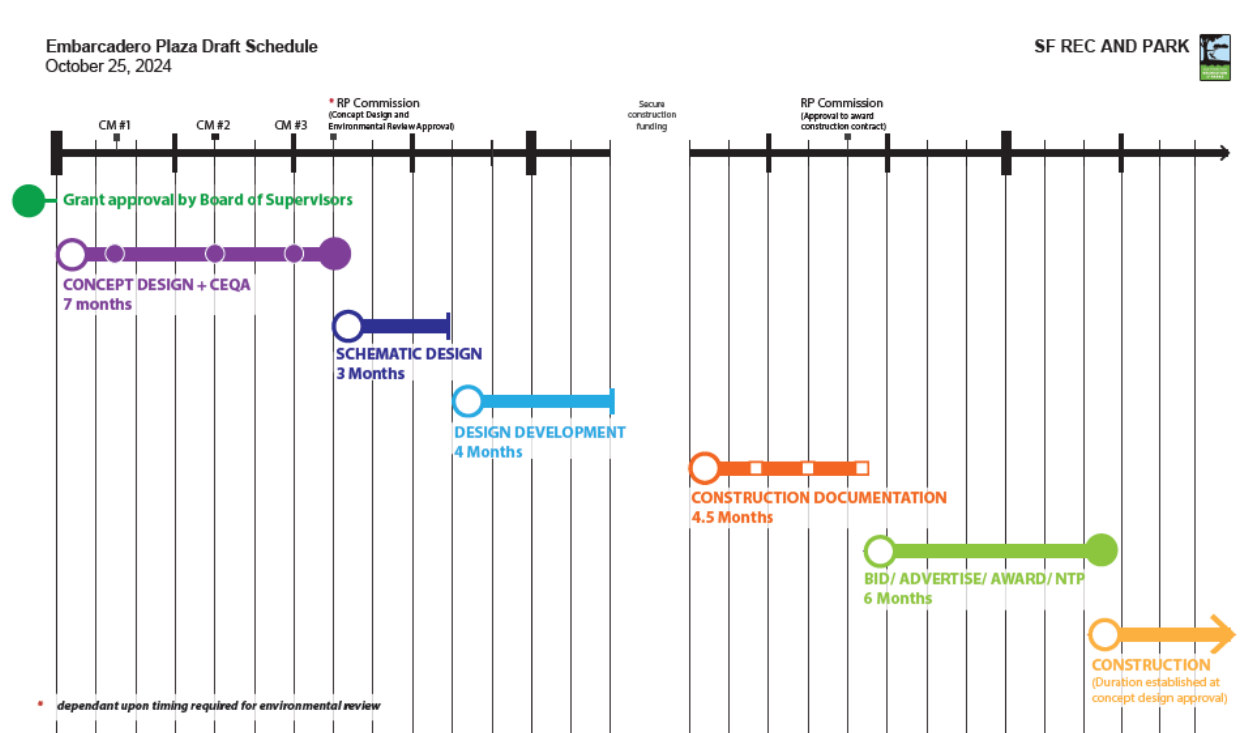 Embarcadero Plaza Draft Schedule
October 25, 2024
SF REC AND PARK
CM #1
CM #2
CM #3
* RP Commission
(Concept Design and
Environmental Review Approval)
Secure
construction
funding
RP Commission
(Approval to award
construction contract)
Grant approval by Board of Supervisors
CONCEPT DESIGN + CEQA
7 months
SCHEMATIC DESIGN
3 Months
DESIGN DEVELOPMENT
4 Months
CONSTRUCTION DOCUMENTATION
4.5 Months
BID/ ADVERTISE/ AWARD/ NTP
6 Months
CONSTRUCTION
(Duration established at
concept design approval)
* dependant upon timing required for environmental review